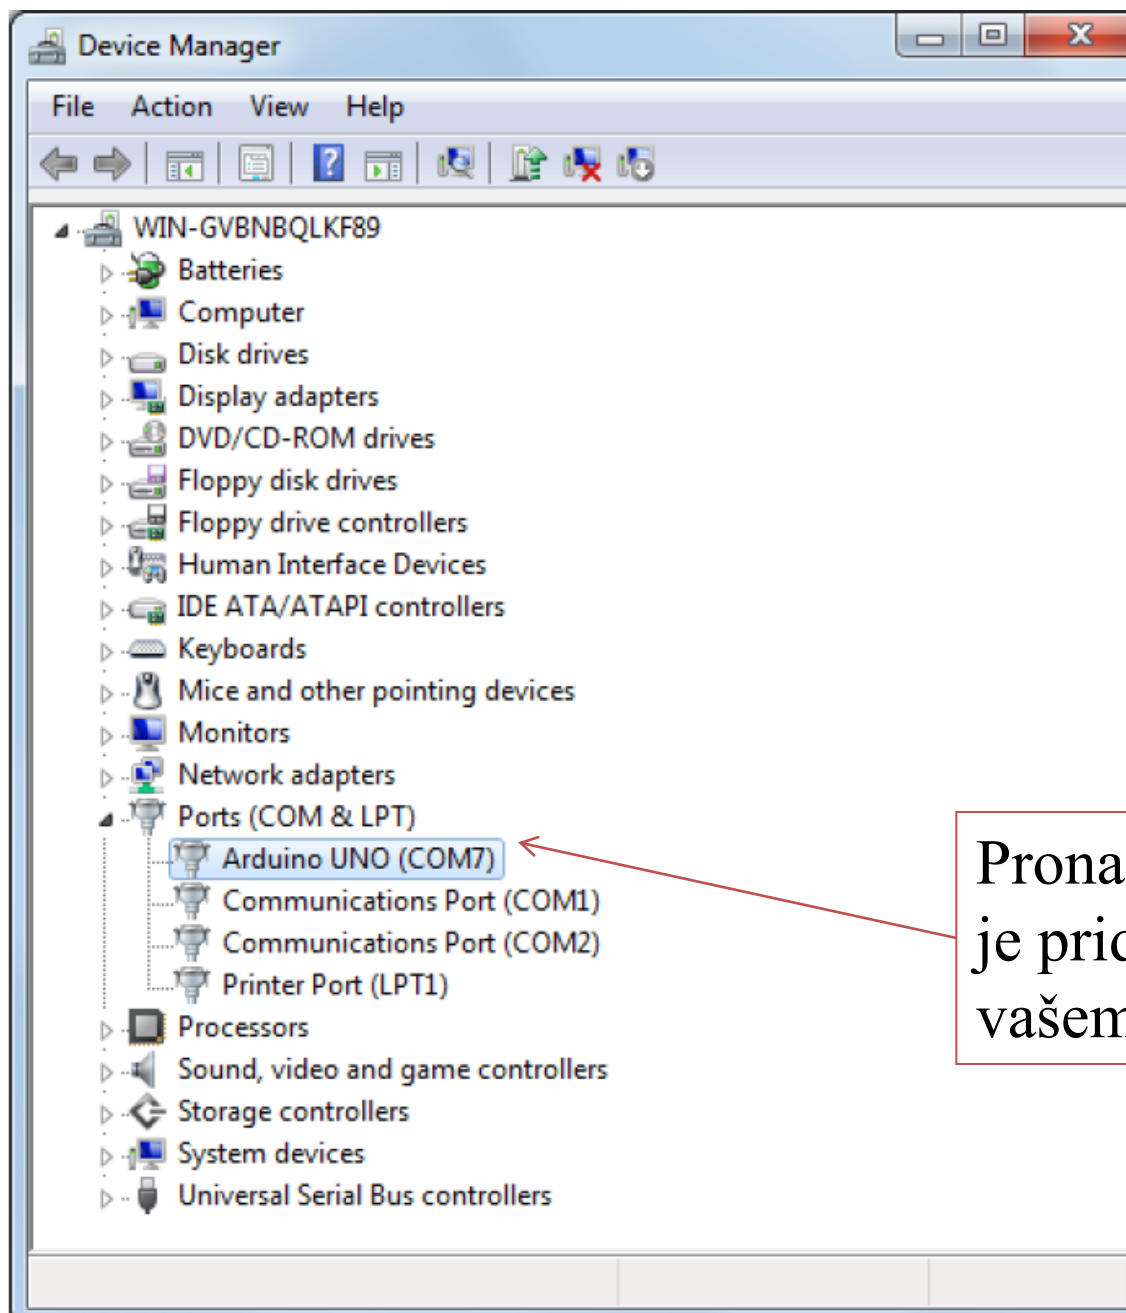 Device Manager
File Action View Help
WIN-GVBNBQLKF89
Batteries
Computer
Disk drives
Display adapters
DVD/CD-ROM drives
Floppy disk drives
Floppy drive controllers
Human Interface Devices
IDE ATA/ATAPI controllers
Keyboards
Mice and other pointing devices
Monitors
Network adapters
Ports (COM & LPT)
Arduino UNO (COM7)
Communications Port (COM1)
Communications Port (COM2)
Printer Port (LPT1)
Processors
Sound, video and game controllers
Storage controllers
System devices
Universal Serial Bus controllers
je